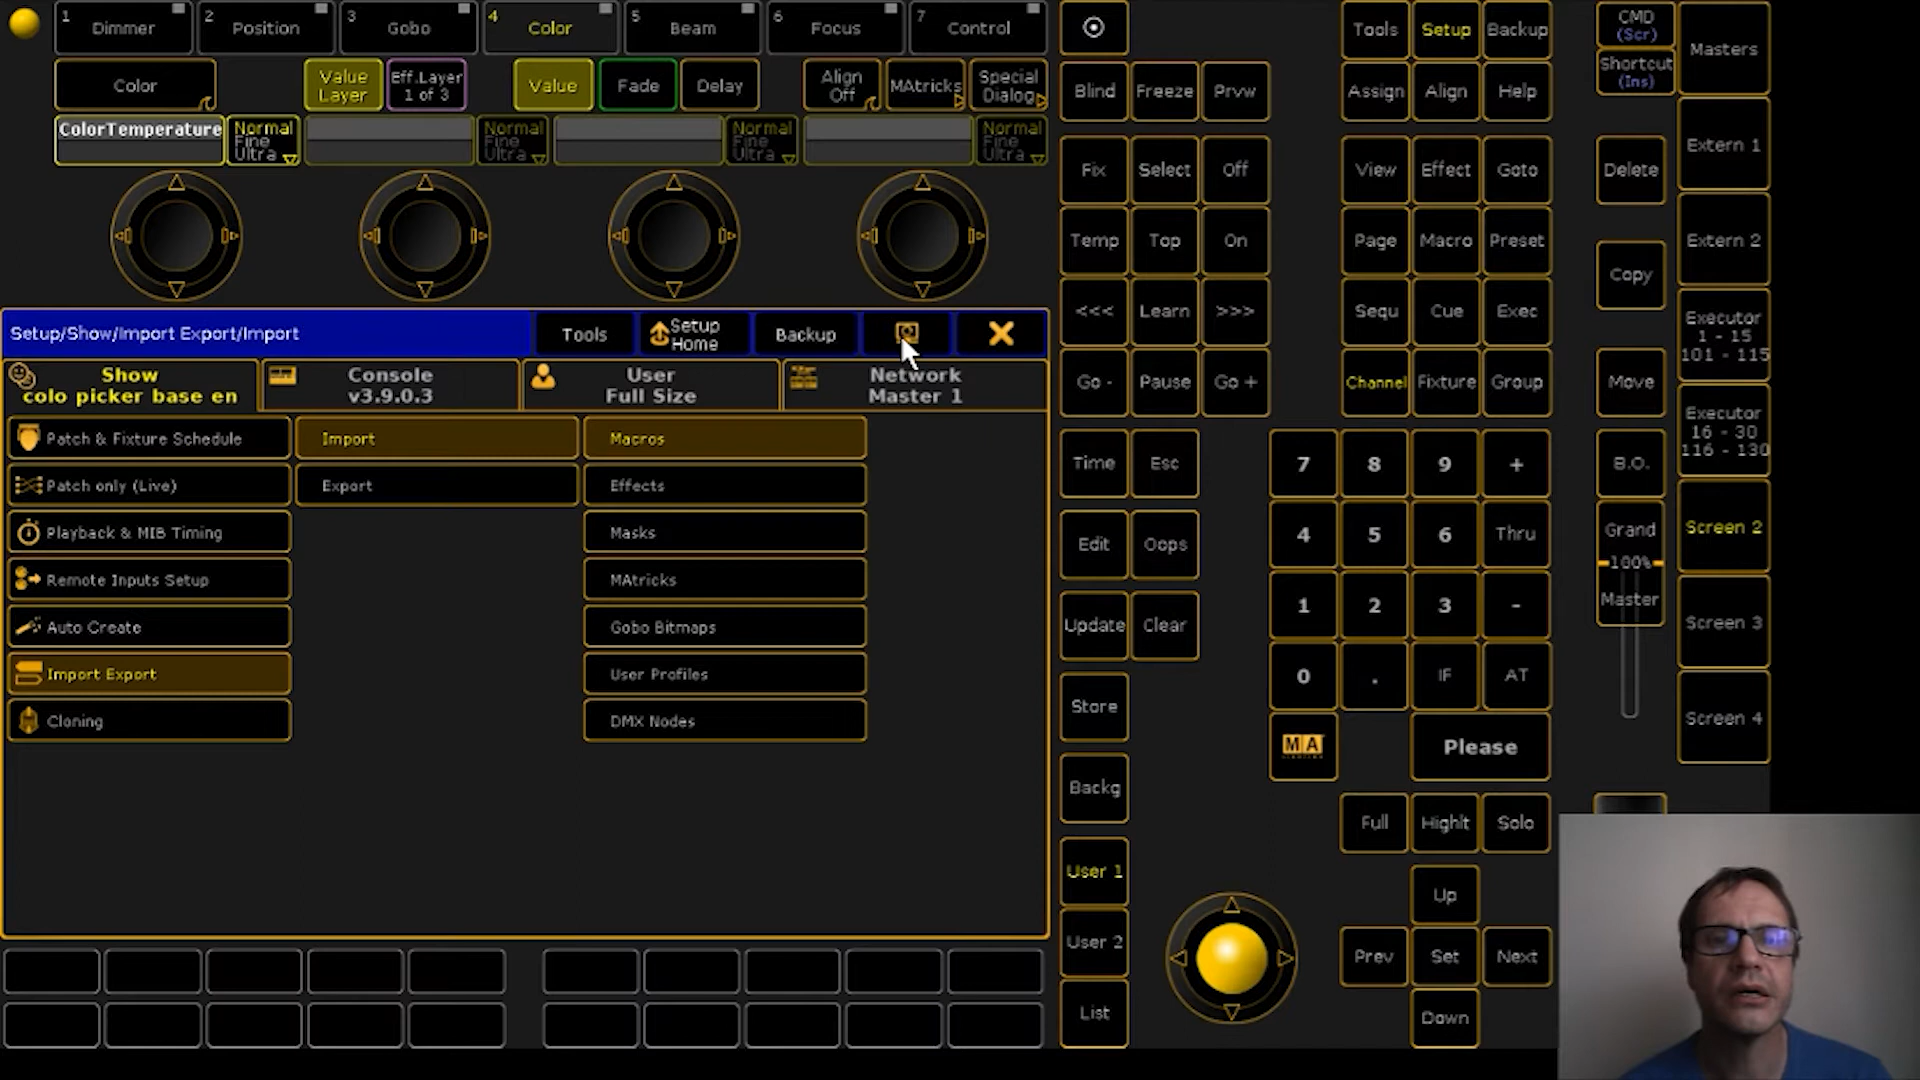 1 Dimmer
2 Position
3 Gobo
4 Color
5 Beam
6 Focus
7 Control
Color
Value
Layer
Eff.Layer
1 of 3
Value
Fade
Delay
Align
Off
MAtricks
Special
Dialog
ColorTemperature
Normal
Fine
Ultra
Normal
Fine
Ultra
Normal
Fine
Ultra
Normal
Fine
Ultra
Setup/Show/Import Export/Import
Tools
Setup
Home
Backup
Show
colo picker base en
Console
v3.9.0.3
User
Full Size
Network
Master 1
Patch & Fixture Schedule
Patch only (Live)
Playback & MIB Timing
Remote Inputs Setup
Auto Create
Import Export
Cloning
Import
Export
Macros
Effects
Masks
MAtricks
Gobo Bitmaps
User Profiles
DMX Nodes
Blind
Freeze
Prvw
Fix
Select
Off
Temp
Top
On
<<<
Learn
>>>
Go -
Pause
Go +
Time
Esc
Edit
Oops
Update
Clear
Store
Backg
User 1
User 2
List
Tools
Setup
Backup
Assign
Align
Help
View
Effect
Goto
Page
Macro
Preset
Sequ
Cue
Exec
Channel
Fixture
Group
7
8
9
+
4
5
6
Thru
1
2
3
-
0
.
IF
AT
MA
Please
Full
Highlt
Solo
Up
Prev
Set
Next
Down
CMD
(Scr)
Shortcut
(Ins)
Delete
Copy
Move
B.O.
Grand
100%
Master
Masters
Extern 1
Extern 2
Executor
1 - 15
101 - 115
Executor
16 - 30
116 - 130
Screen 2
Screen 3
Screen 4